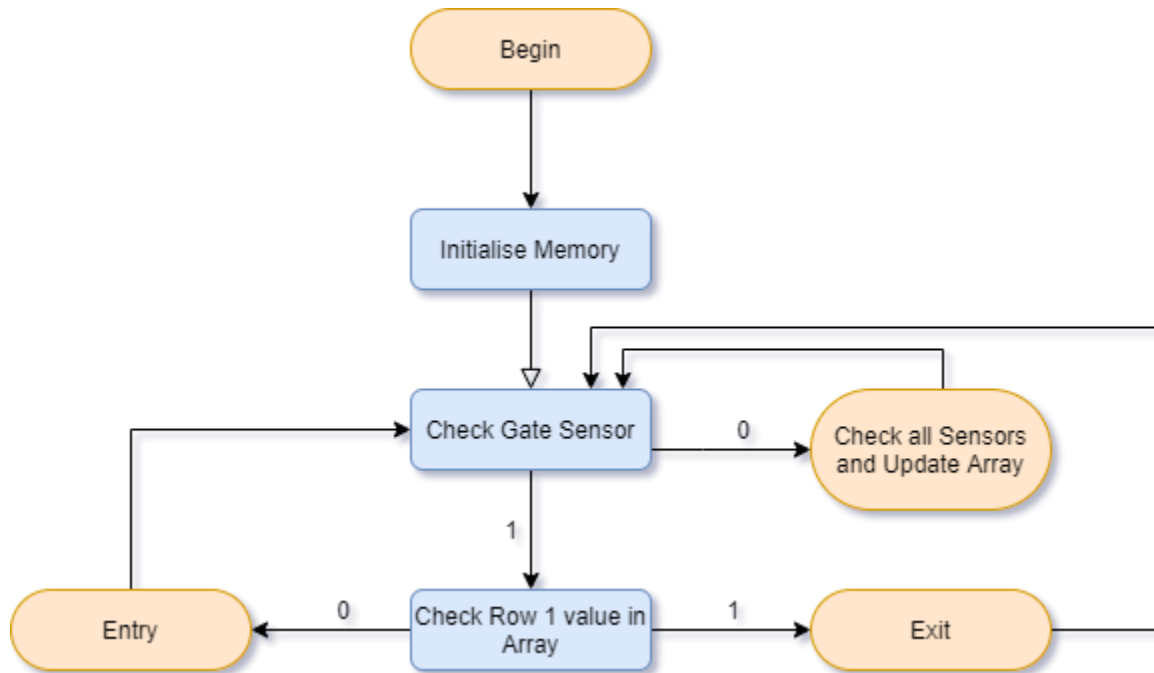 Begin
Initialise Memory
Check Gate Sensor
0
Check all Sensors
and Update Array
1
Entry
0
Check Row 1 value in
Array
1
Exit